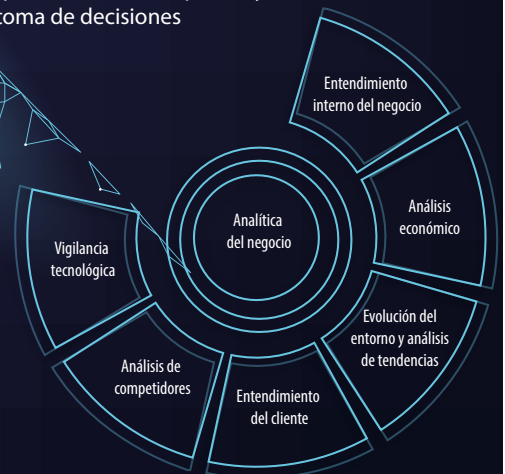 toma de decisiones
Entendimiento
interno del negocio
Análisis
económico
Evolución del
entorno y análisis
de tendencias
Entendimiento
del cliente
Análisis de
competidores
Vigilancia
tecnológica
Analítica
del negocio